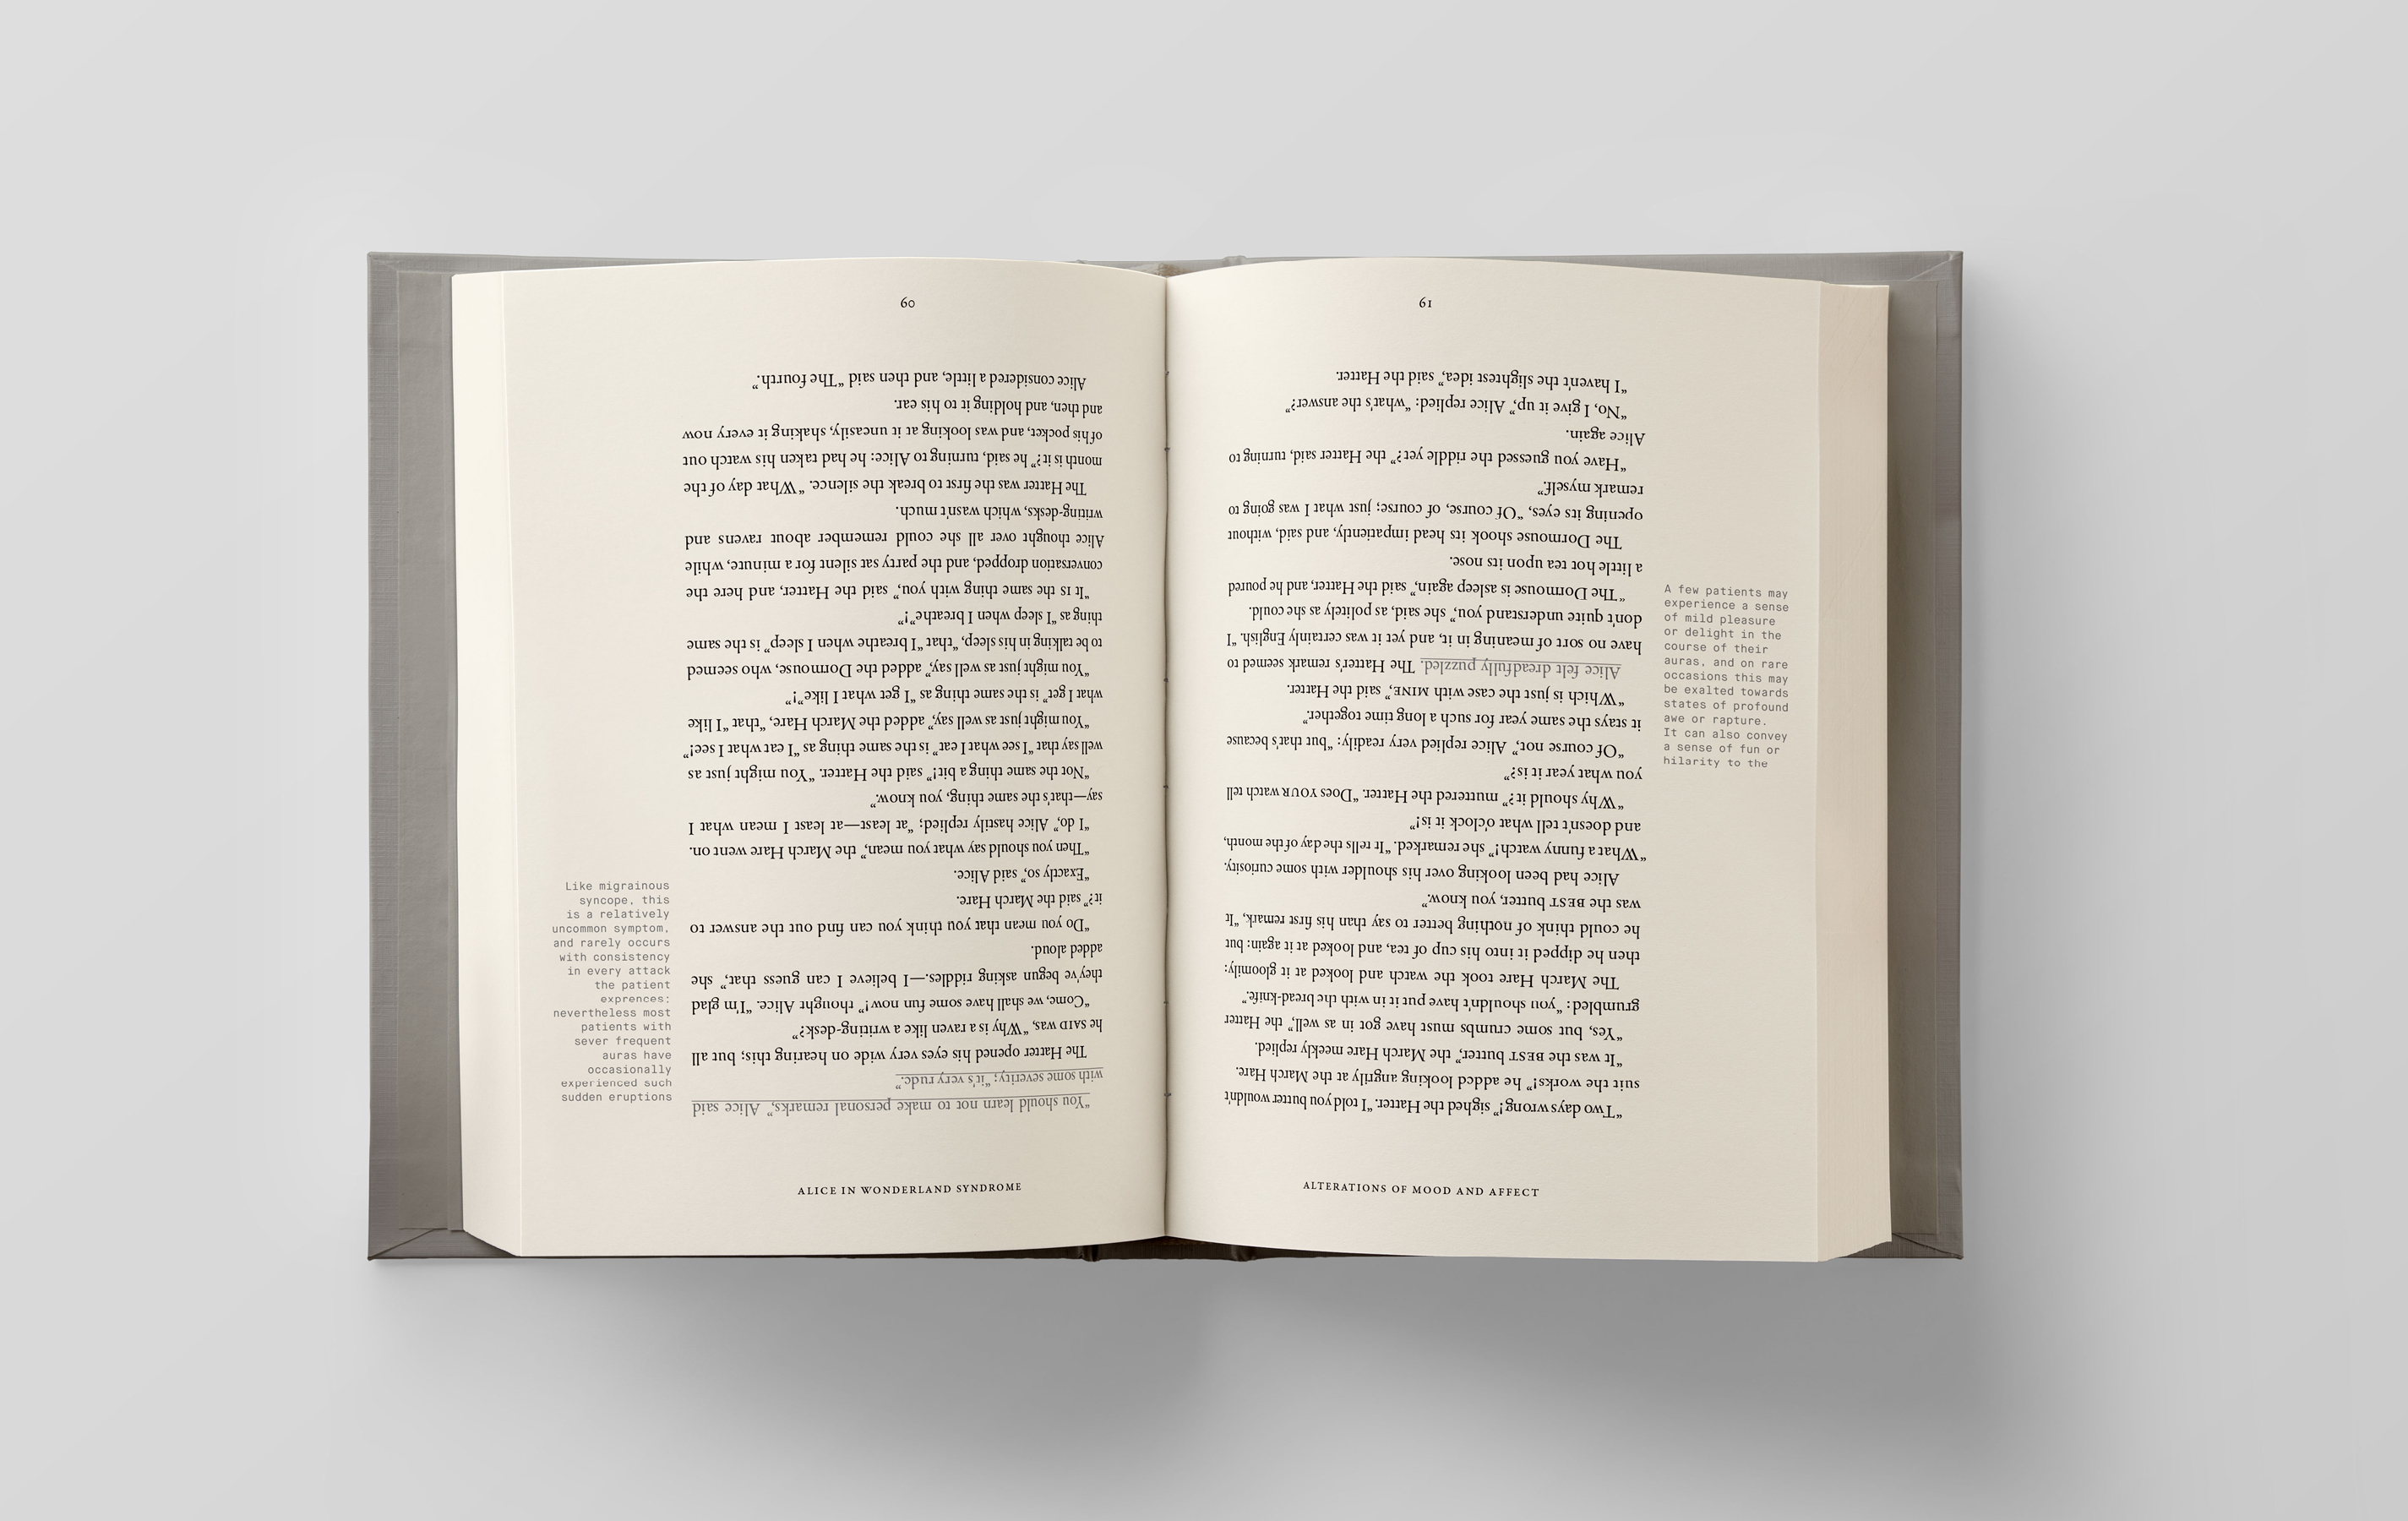 60
“You should learn not to make personal remarks,” Alice said
with some severity; “it’s very rude.”
The Hatter opened his eyes very wide on hearing this; but all
he SAID was, “Why is a raven like a writing-desk?”
“Come, we shall have some fun now!” thought Alice. “I’m glad
they’ve begun asking riddles.—I believe I can guess that,” she
added aloud.
“Do you mean that you think you can find out the answer to
it?” said the March Hare.
“Exactly so,” said Alice.
“Then you should say what you mean,” the March Hare went on.
“I do,” Alice hastily replied; “at least—at least I mean what I
say—that’s the same thing, you know.”
“Not the same thing a bit!” said the Hatter. “You might just as
well say that “I see what I eat” is the same thing as “I eat what I see!”
“You might just as well say,” added the March Hare, “that “I like
what I get” is the same thing as “I get what I like”!”
“You might just as well say,” added the Dormouse, who seemed
to be talking in his sleep, “that “I breathe when I sleep” is the same
thing as “I sleep when I breathe”!”
“It IS the same thing with you,” said the Hatter, and here the
conversation dropped, and the party sat silent for a minute, while
Alice thought over all she could remember about ravens and
writing-desks, which wasn’t much.
The Hatter was the first to break the silence. “What day of the
month is it?” he said, turning to Alice: he had taken his watch out
of his pocket, and was looking at it uneasily, shaking it every now
and then, and holding it to his ear.
Alice considered a little, and then said “The fourth.”
Like migrainous
syncope, this
is a relatively
uncommon symptom,
and rarely occurs
with consistency
in every attack
the patient
exprences:
nevertheless most
patients with
sever frequent
auras have
occasionally
experienced such
sudden eruptions
ALICE IN WONDERLAND SYNDROME
61
“Two days wrong!” sighed the Hatter. “I told you butter wouldn’t
suit the works!” he added looking angrily at the March Hare.
“It was the BEST butter,” the March Hare meekly replied.
“Yes, but some crumbs must have got in as well,” the Hatter
grumbled: “you shouldn’t have put it in with the bread-knife.”
The March Hare took the watch and looked at it gloomily:
then he dipped it into his cup of tea, and looked at it again: but
he could think of nothing better to say than his first remark, “It
was the BEST butter, you know.”
Alice had been looking over his shoulder with some curiosity.
“What a funny watch!” she remarked. “It tells the day of the month,
and doesn’t tell what o’clock it is!”
“Why should it?” muttered the Hatter. “Does YOUR watch tell
you what year it is?”
“Of course not,” Alice replied very readily: “but that’s because
it stays the same year for such a long time together.”
“Which is just the case with MINE,” said the Hatter.
Alice felt dreadfully puzzled. The Hatter’s remark seemed to
have no sort of meaning in it, and yet it was certainly English. “I
don’t quite understand you,” she said, as politely as she could.
“The Dormouse is asleep again,” said the Hatter, and he poured
a little hot tea upon its nose.
The Dormouse shook its head impatiently, and said, without
opening its eyes, “Of course, of course; just what I was going to
remark myself.”
“Have you guessed the riddle yet?” the Hatter said, turning to
Alice again.
“No, I give it up,” Alice replied: “what’s the answer?”
“I haven’t the slightest idea,” said the Hatter.
A few patients may
experience a sense
of mild pleasure
or delight in the
course of their
auras, and on rare
occasions this may
be exalted towards
states of profound
awe or rapture.
It can also convey
a sense of fun or
hilarity to the
ALTERATIONS OF MOOD AND AFFECT